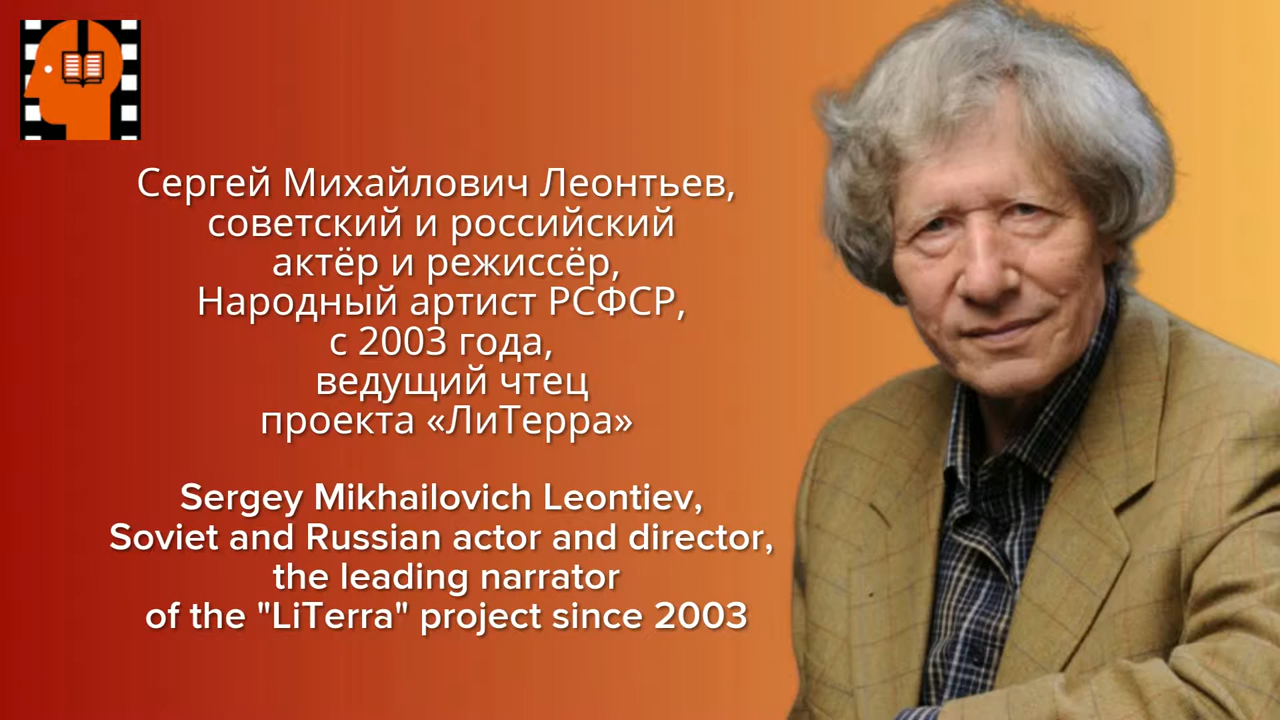 Сергей Михайлович Леонтьев,
советский и российский
актёр и режиссёр,
Народный артист РСФСР,
с 2003 года,
ведущий чтец
проекта «ЛиТерра»
Sergey Mikhailovich Leontiev,
Soviet and Russian actor and director,
the leading narrator
of the "LiTerra" project since 2003